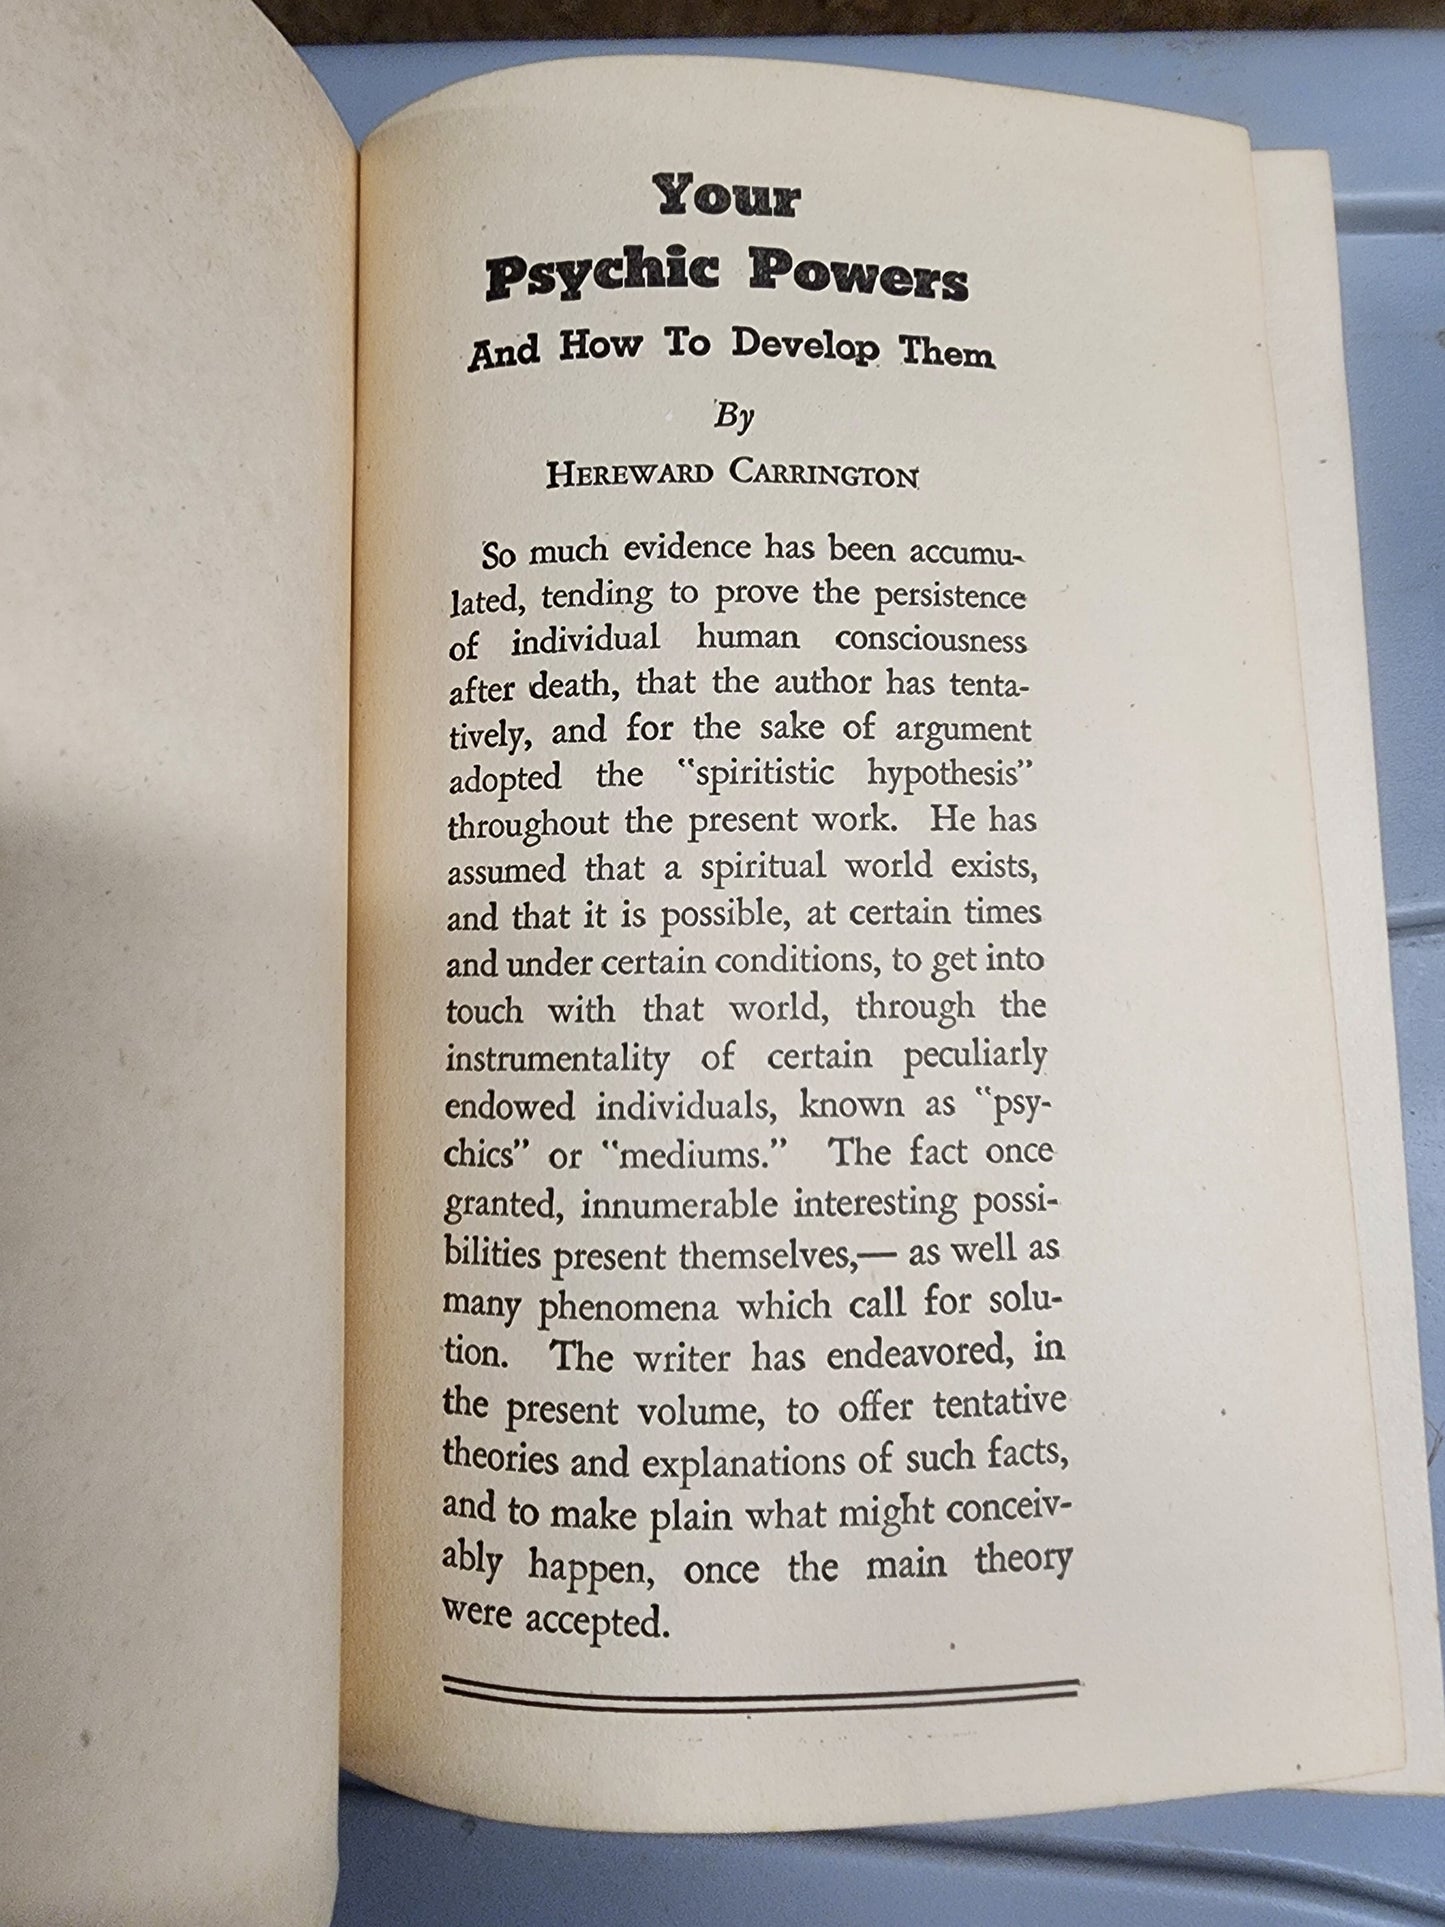 Your
Psychic Powers
And How To Develop Them
By
HEREWARD CARRINGTON
So much evidence has been accumu-
lated, tending to prove the persistence
of individual human consciousness
after death, that the author has tenta-
tively, and for the sake of argument
adopted the "spiritistic hypothesis"
throughout the present work. He has
assumed that a spiritual world exists,
and that it is possible, at certain times
and under certain conditions, to get into
touch with that world, through the
instrumentality of certain peculiarly
endowed individuals, known as "psy-
chics" or "mediums." The fact once
granted, innumerable interesting possi-
bilities present themselves,— as well as
many phenomena which call for solu-
tion. The writer has endeavored, in
the present volume, to offer tentative
theories and explanations of such facts,
and to make plain what might conceiv-
ably happen, once the main theory
were accepted.